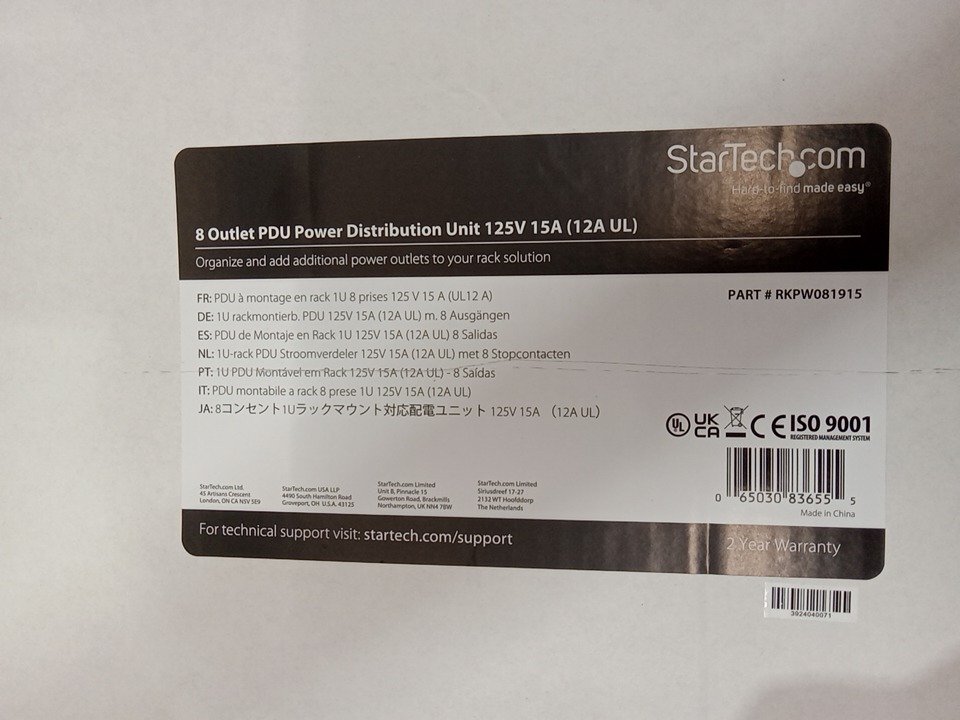 StarTech.com
Hard-to-find made easy®
8 Outlet PDU Power Distribution Unit 125V 15A (12A UL)
Organize and add additional power outlets to your rack solution
PART # RKPW081915
FR: PDU à montage en rack 1U 8 prises 125 V 15 A (UL12 A)
DE: 1U rackmontierb. PDU 125V 15A (12A UL) m. 8 Ausgängen
ES: PDU de Montaje en Rack 1U 125V 15A (12A UL) 8 Salidas
NL: 1U-rack PDU Stroomverdeler 125V 15A (12A UL) met 8 Stopcontacten
PT: 1U PDU Montável em Rack 125V 15A (12A UL) - 8 Saídas
IT: PDU montabile a rack 8 prese 1U 125V 15A (12A UL)
JA: 8コンセント1Uラックマウント対応配電ユニット 125V 15A （12A UL）
UL
UK
CA
CE
ISO 9001
REGISTERED MANAGEMENT SYSTEM
0 65030 83655 5
Made in China
StarTech.com Ltd.
45 Artisans Crescent
London, ON CA N5V 5E9
StarTech.com USA LLP
4490 South Hamilton Road
Groveport, OH U.S.A. 43125
StarTech.com Limited
Unit B, Pinnacle 15
Gowerton Road, Brackmills
Northampton, UK NN4 7BW
StarTech.com Limited
Siriusdreef 17-27
2132 WT Hoofddorp
The Netherlands
For technical support visit: startech.com/support
2 Year Warranty
3924040071